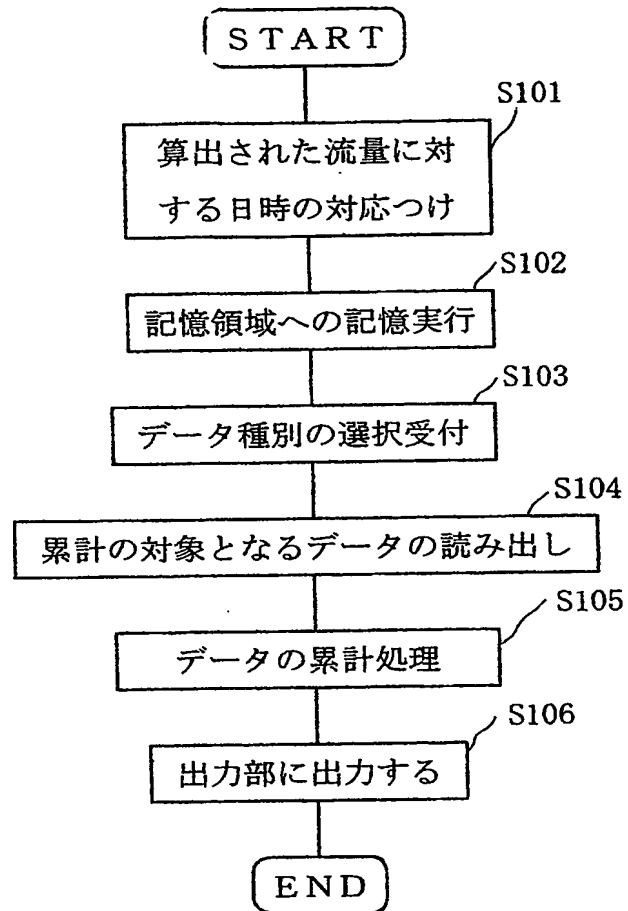 START
S101
算出された流量に対
する日時の対応つけ
S102
記憶領域への記憶実行
S103
データ種別の選択受付
S104
累計の対象となるデータの読み出し
S105
データの累計処理
S106
出力部に出力する
END